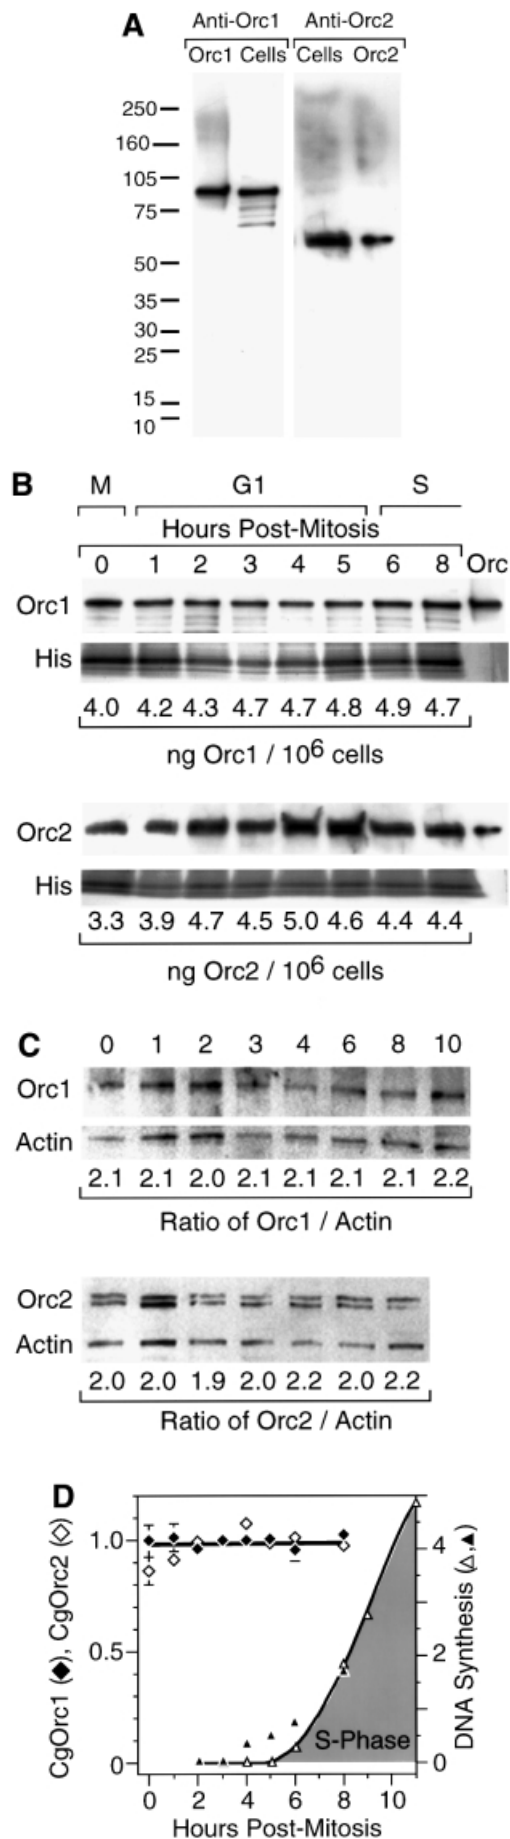 A
Anti-Orc1 Anti-Orc2
Orc1 Cells Cells Orc2
250
160
105
75
50
35
30
25
15
10
B
M G1 S
Hours Post-Mitosis
0 1 2 3 4 5 6 8 Orc
Orc1
His
4.0 4.2 4.3 4.7 4.7 4.8 4.9 4.7
ng Orc1 / 10⁶ cells
Orc2
His
3.3 3.9 4.7 4.5 5.0 4.6 4.4 4.4
ng Orc2 / 10⁶ cells
C
0 1 2 3 4 6 8 10
Orc1
Actin
2.1 2.1 2.0 2.1 2.1 2.1 2.1 2.2
Ratio of Orc1 / Actin
Orc2
Actin
2.0 2.0 1.9 2.0 2.2 2.0 2.2
Ratio of Orc2 / Actin
D
CgOrc1 (◆), CgOrc2 (◇)
1.0
0.5
0
S-Phase
4
2
0
DNA Synthesis (△,▲)
0 2 4 6 8 10
Hours Post-Mitosis